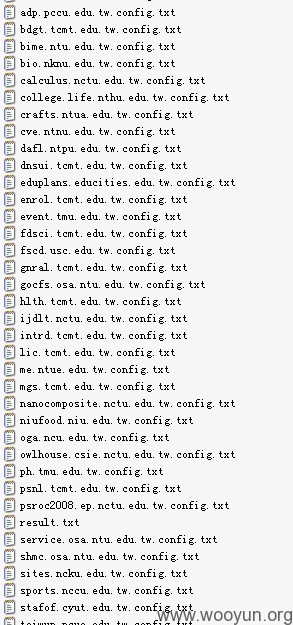 adp.pccu.edu.tw.config.txt
bdgt.tcmt.edu.tw.config.txt
bime.ntu.edu.tw.config.txt
bio.nknu.edu.tw.config.txt
calculus.nctu.edu.tw.config.txt
college.life.nthu.edu.tw.config.txt
crafts.ntua.edu.tw.config.txt
cve.ntnu.edu.tw.config.txt
dafl.ntpu.edu.tw.config.txt
dnsui.tcmt.edu.tw.config.txt
eduplans.educities.edu.tw.config.txt
enrol.tcmt.edu.tw.config.txt
event.tmu.edu.tw.config.txt
fdsci.tcmt.edu.tw.config.txt
fscd.usc.edu.tw.config.txt
gnral.tcmt.edu.tw.config.txt
gocfs.osa.ntu.edu.tw.config.txt
hlth.tcmt.edu.tw.config.txt
ijdlt.nctu.edu.tw.config.txt
intrd.tcmt.edu.tw.config.txt
lic.tcmt.edu.tw.config.txt
me.ntue.edu.tw.config.txt
mgs.tcmt.edu.tw.config.txt
nanocomposite.nctu.edu.tw.config.txt
niufood.niu.edu.tw.config.txt
oga.ncu.edu.tw.config.txt
owlhouse.csie.nctu.edu.tw.config.txt
ph.tmu.edu.tw.config.txt
psnl.tcmt.edu.tw.config.txt
psroc2008.ep.nctu.edu.tw.config.txt
result.txt
service.osa.ntu.edu.tw.config.txt
shmc.osa.ntu.edu.tw.config.txt
sites.ncku.edu.tw.config.txt
sports.nccu.edu.tw.config.txt
stafof.cyut.edu.tw.config.txt
www.wooyun.org